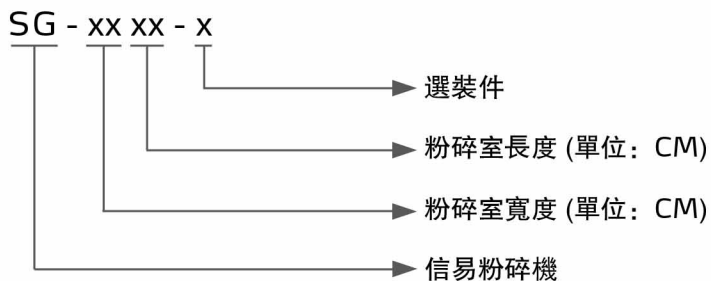 SG - xx xx - x
選裝件
粉碎室長度 (單位：CM)
粉碎室寬度 (單位：CM)
信易粉碎機